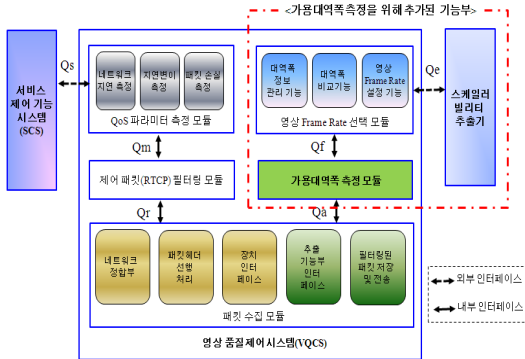 <가용대역폭 측정을 위해 추가된 기능부>
Qs
Qe
서비스
제어 기능
시스템
(SCS)
네트워크
지연 측정
지연변이
측정
패킷 손실
측정
QoS 파라미터 측정 모듈
대역폭
정보
관리 기능
대역폭
비교기능
영상
Frame Rate
설정 기능
영상 Frame Rate 선택 모듈
스케일러
빌리티
추출기
Qm
Qf
제어 패킷(RTCP) 필터링 모듈
가용대역폭 측정 모듈
Qr
Qa
네트워크
정합부
패킷헤더
선행
처리
장치
인터
페이스
추출
기능부
인터
페이스
필터링된
패킷 저장
및 전송
패킷 수집 모듈
영상 품질 제어 시스템(VQCS)
외부 인터페이스
내부 인터페이스